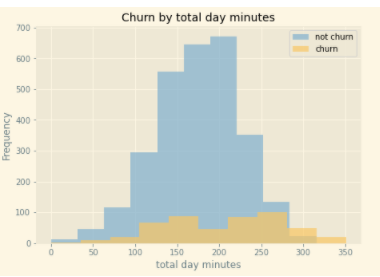 Churn by total day minutes
not churn
churn
Frequency
700
600
500
400
300
200
100
0
0 50 100 150 200 250 300 350
total day minutes